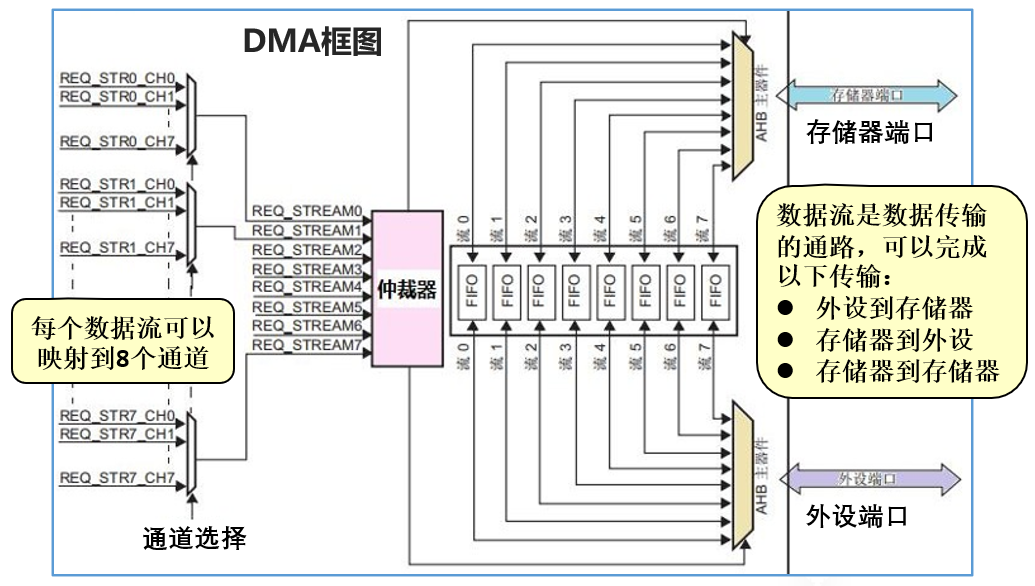 DMA框图
REQ_STR0_CH0
REQ_STR0_CH1
REQ_STR0_CH7
REQ_STR1_CH0
REQ_STR1_CH1
REQ_STR1_CH7
每个数据流可以
映射到8个通道
REQ_STR7_CH0
REQ_STR7_CH1
REQ_STR7_CH7
通道选择
REQ_STREAM0
REQ_STREAM1
REQ_STREAM2
REQ_STREAM3
REQ_STREAM4
REQ_STREAM5
REQ_STREAM6
REQ_STREAM7
仲裁器
流 0
流 1
流 2
流 3
流 4
流 5
流 6
流 7
FIFO
FIFO
FIFO
FIFO
FIFO
FIFO
FIFO
FIFO
流 0
流 1
流 2
流 3
流 4
流 5
流 6
流 7
AHB 主器件
存储器端口
存储器端口
数据流是数据传输
的通路，可以完成
以下传输：
● 外设到存储器
● 存储器到外设
● 存储器到存储器
AHB 主器件
外设端口
外设端口